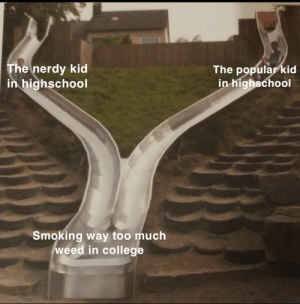 The nerdy kid
in highschool
The popular kid
in highschool
Smoking way too much
weed in college